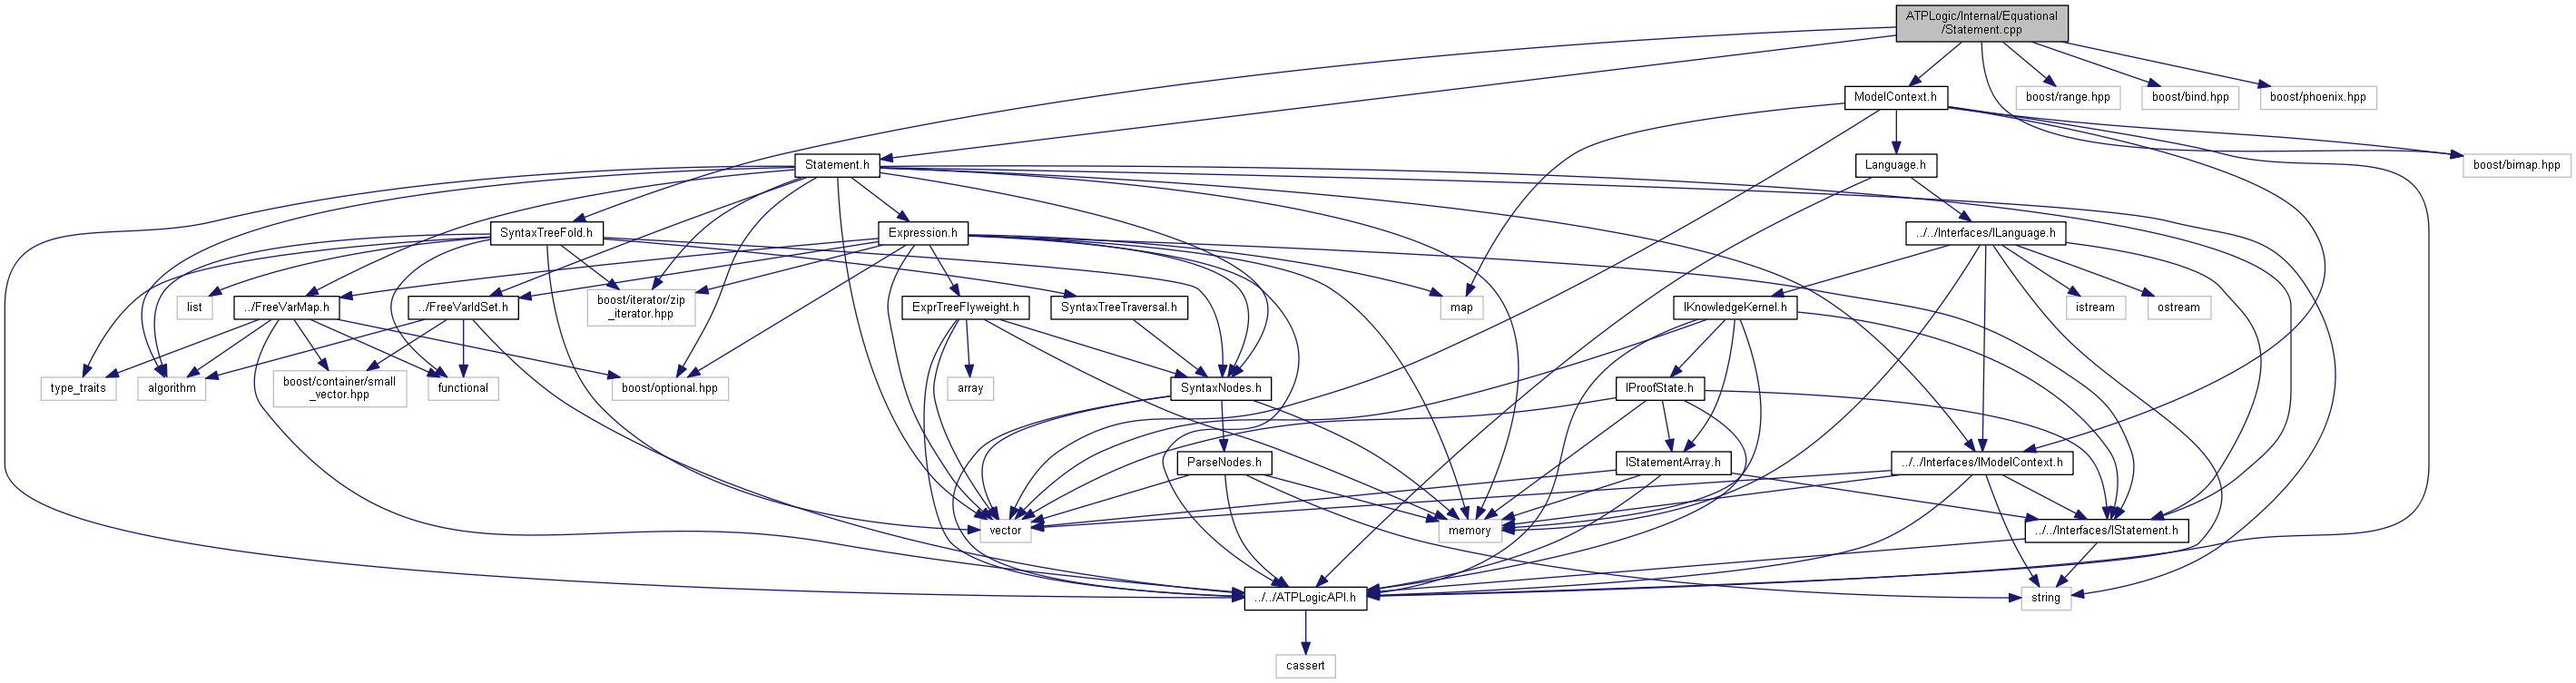 ATPLogic/Internal/Equational
/Statement.cpp
ModelContext.h
boost/range.hpp
boost/bind.hpp
boost/phoenix.hpp
Statement.h
Language.h
boost/bimap.hpp
SyntaxTreeFold.h
Expression.h
../../Interfaces/ILanguage.h
list
../FreeVarMap.h
../FreeVarIdSet.h
boost/iterator/zip
_iterator.hpp
ExprTreeFlyweight.h
SyntaxTreeTraversal.h
map
IKnowledgeKernel.h
istream
ostream
type_traits
algorithm
boost/container/small
_vector.hpp
functional
boost/optional.hpp
array
SyntaxNodes.h
IProofState.h
ParseNodes.h
IStatementArray.h
../../Interfaces/IModelContext.h
vector
memory
../../Interfaces/IStatement.h
../../ATPLogicAPI.h
string
cassert